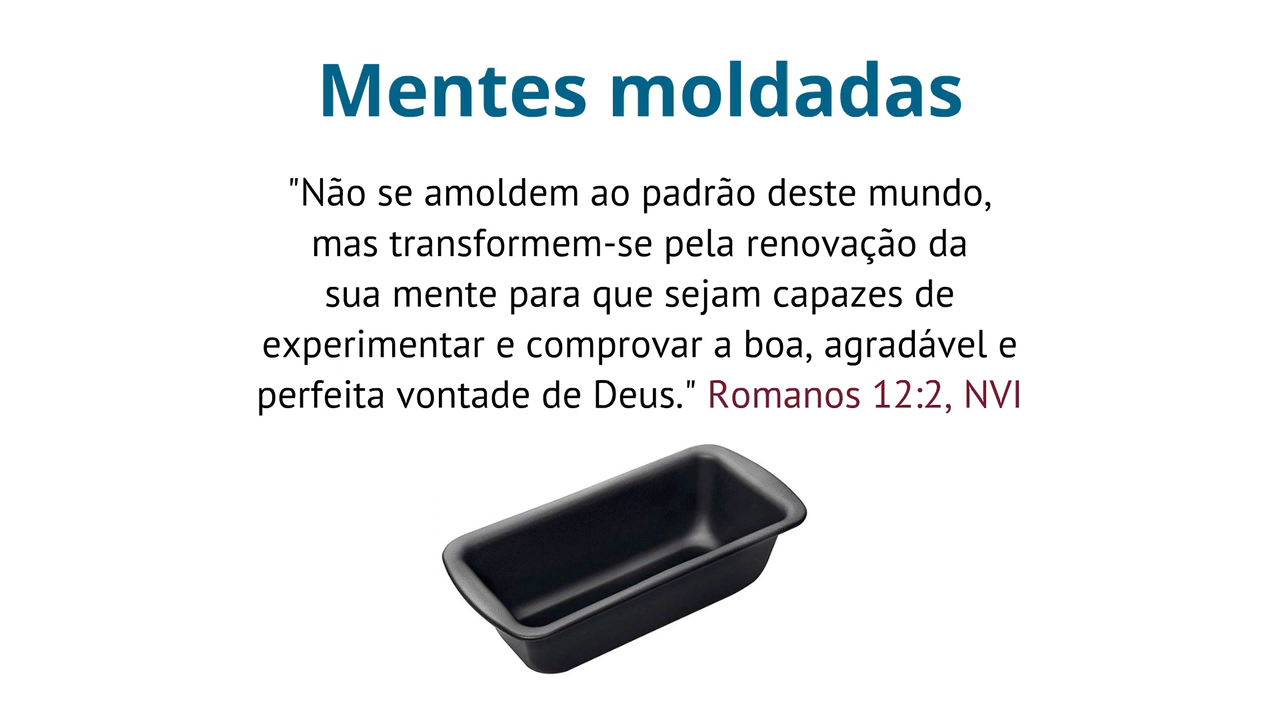 Mentes moldadas
"Não se amoldem ao padrão deste mundo,
mas transformem-se pela renovação da
sua mente para que sejam capazes de
experimentar e comprovar a boa, agradável e
perfeita vontade de Deus." Romanos 12:2, NVI